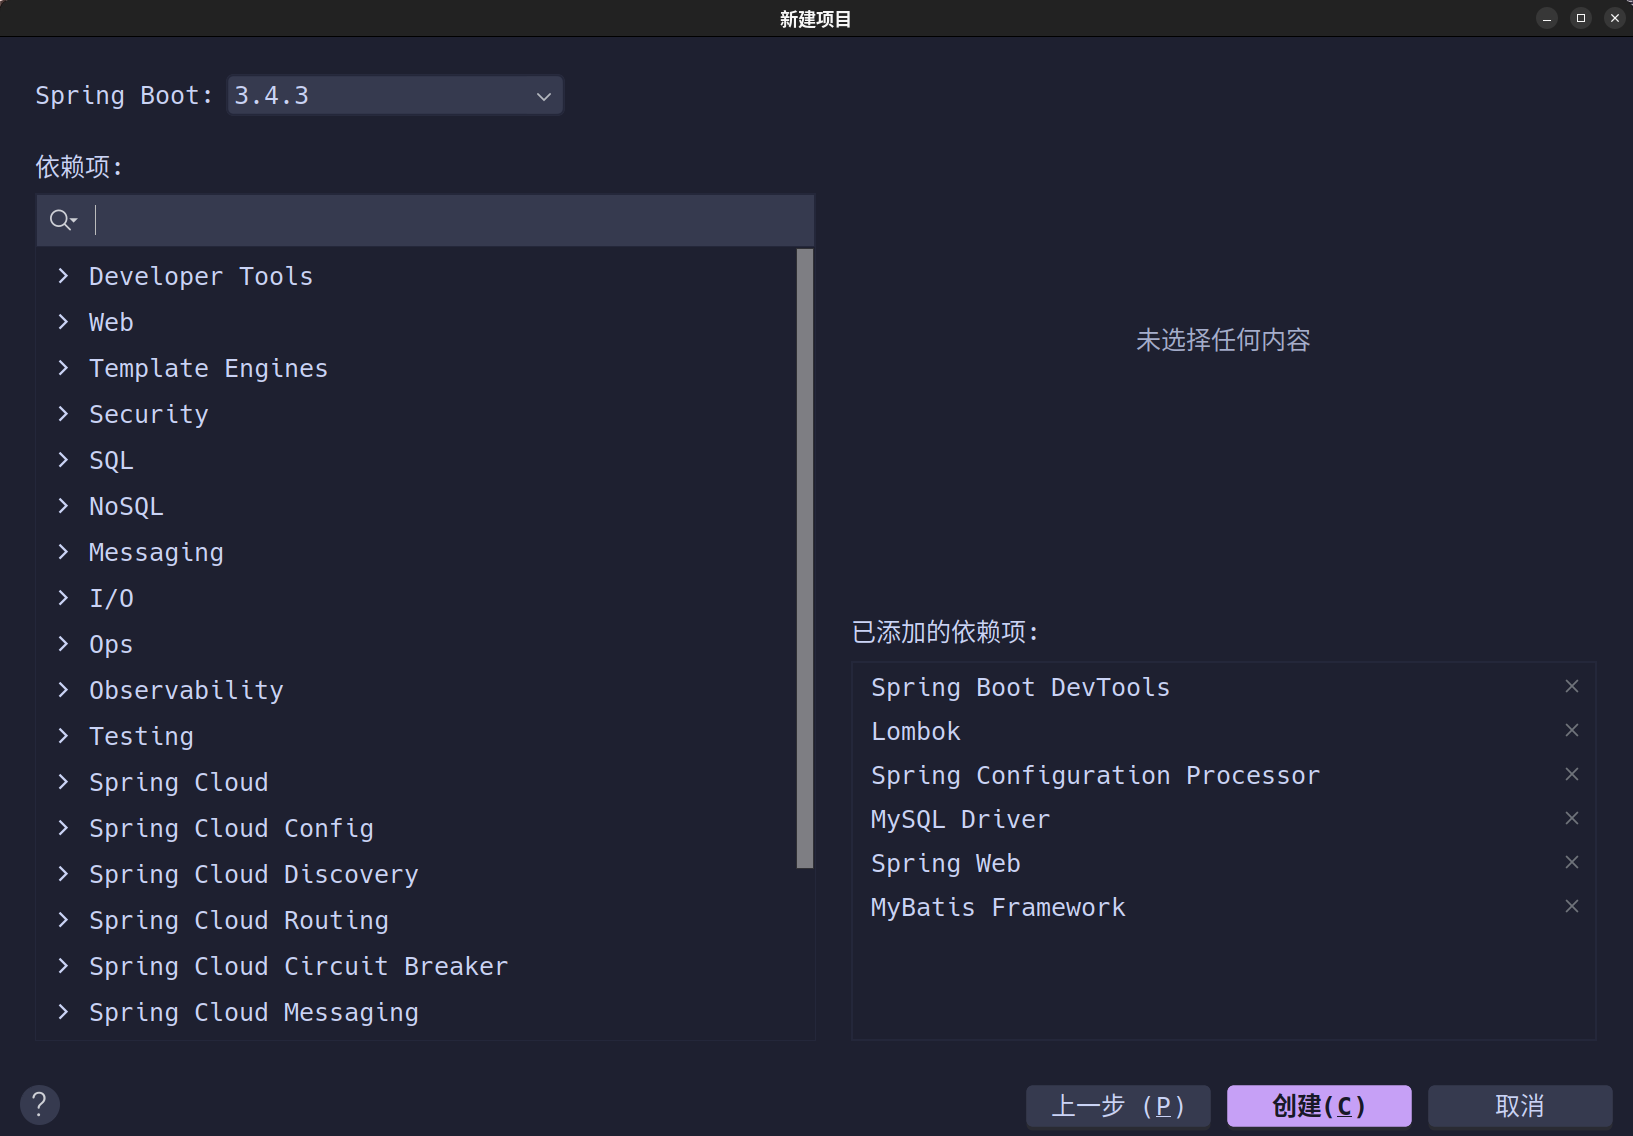 新建项目
Spring Boot: 3.4.3
依赖项:
Developer Tools
Web
Template Engines
Security
SQL
NoSQL
Messaging
I/O
Ops
Observability
Testing
Spring Cloud
Spring Cloud Config
Spring Cloud Discovery
Spring Cloud Routing
Spring Cloud Circuit Breaker
Spring Cloud Messaging
未选择任何内容
已添加的依赖项:
Spring Boot DevTools
Lombok
Spring Configuration Processor
MySQL Driver
Spring Web
MyBatis Framework
?
上一步 (P)
创建(C)
取消